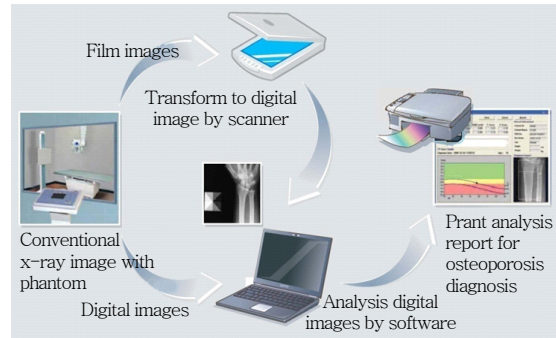 Film images
Transform to digital
image by scanner
Conventional
x-ray image with
phantom
Digital images
Analysis digital
images by software
Prant analysis
report for
osteoporosis
diagnosis